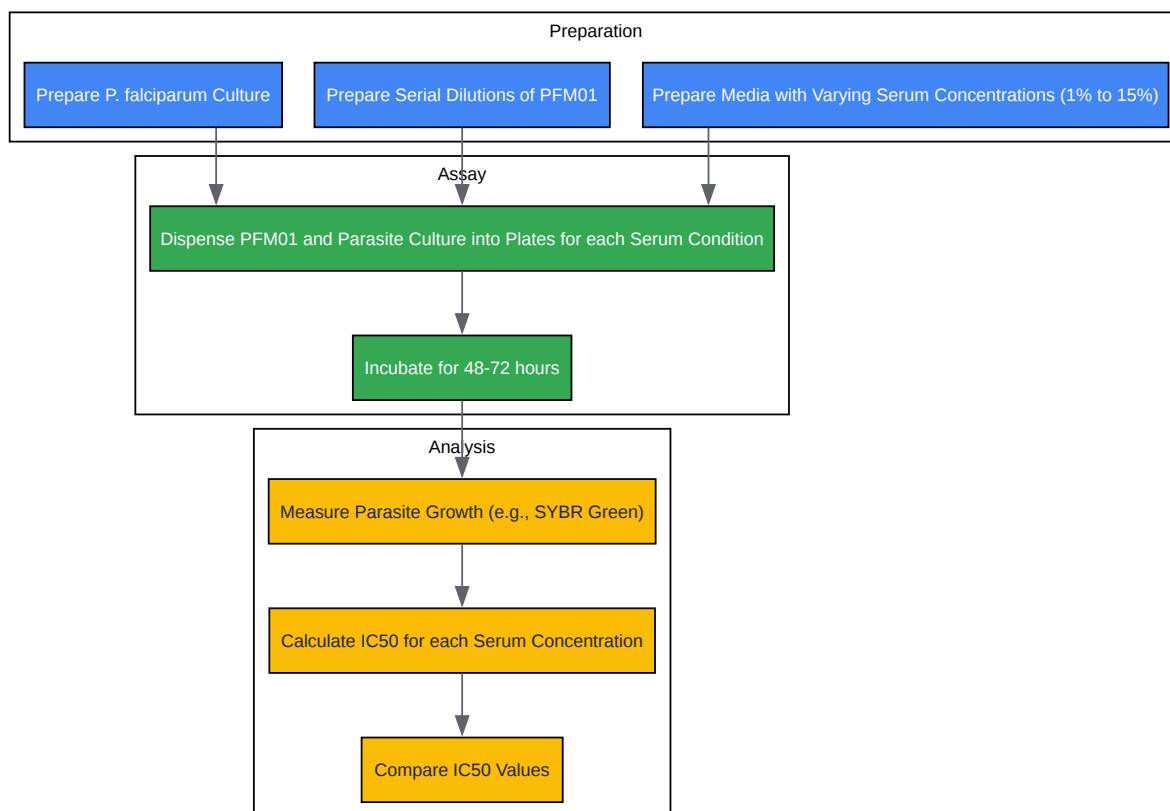 Preparation
Prepare P. falciparum Culture
Prepare Serial Dilutions of PFM01
Prepare Media with Varying Serum Concentrations (1% to 15%)
Assay
Dispense PFM01 and Parasite Culture into Plates for each Serum Condition
Incubate for 48-72 hours
Analysis
Measure Parasite Growth (e.g., SYBR Green)
Calculate IC50 for each Serum Concentration
Compare IC50 Values